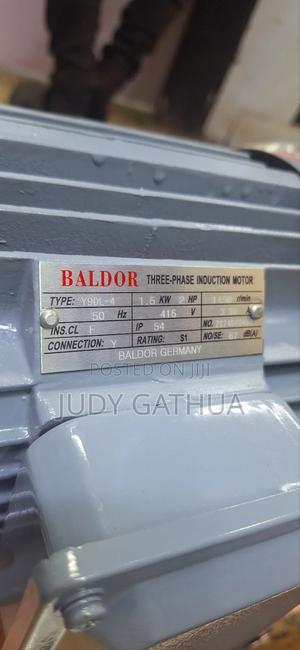 BALDOR THREE-PHASE INDUCTION MOTOR
TYPE: Y90L-4 1.5 KW 2 HP r/min
50 Hz 415 V
INS.CL F IP 54 NO.
CONNECTION: Y RATING: S1 NOISE: dB(A)
BALDOR GERMANY
POSTED ON JIJI
JUDY GATHUA